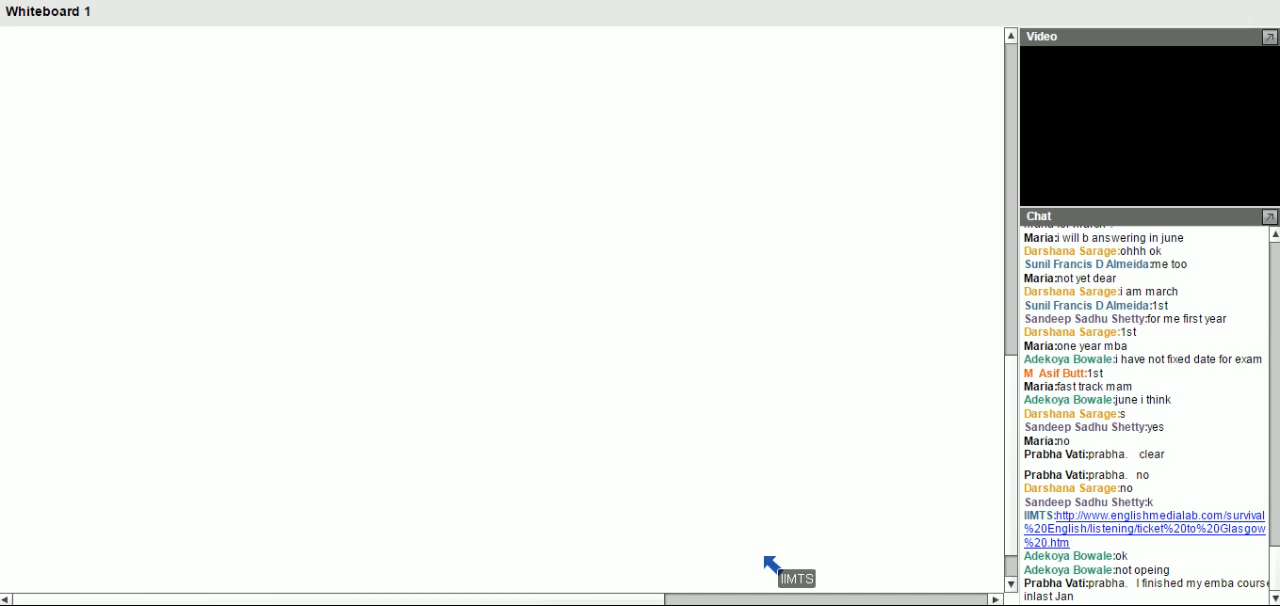 Whiteboard 1
Video
Chat
Maria:i will b answering in june
Darshana Sarage:ohhh ok
Sunil Francis D Almeida:me too
Maria:not yet dear
Darshana Sarage:i am march
Sunil Francis D Almeida:1st
Sandeep Sadhu Shetty:for me first year
Darshana Sarage:1st
Maria:one year mba
Adekoya Bowale:i have not fixed date for exam
M Asif Butt:1st
Maria:fast track mam
Adekoya Bowale:june i think
Darshana Sarage:s
Sandeep Sadhu Shetty:yes
Maria:no
Prabha Vati:prabha. clear
Prabha Vati:prabha. no
Darshana Sarage:no
Sandeep Sadhu Shetty:k
IIMTS:http://www.englishmedialab.com/survival
%20English/listening/ticket%20to%20Glasgow
%20.htm
Adekoya Bowale:ok
Adekoya Bowale:not opeing
Prabha Vati:prabha. I finished my emba course
inlast Jan
IIMTS